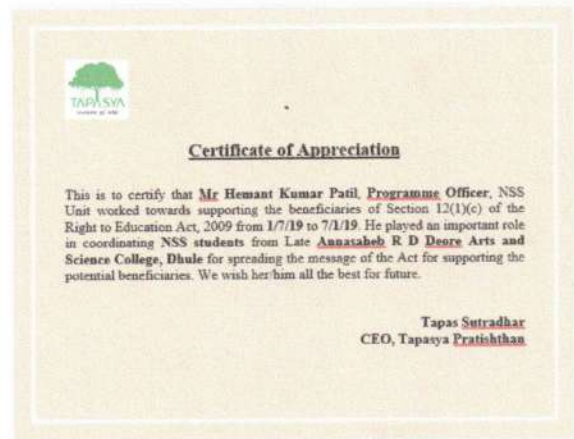 TAPASYA
Certificate of Appreciation
This is to certify that Mr Hemant Kumar Patil, Programme Officer, NSS
Unit worked towards supporting the beneficiaries of Section 12(1)(c) of the
Right to Education Act, 2009 from 1/7/19 to 7/1/19. He played an important role
in coordinating NSS students from Late Annasaheb R D Deore Arts and
Science College, Dhule for spreading the message of the Act for supporting the
potential beneficiaries. We wish her/him all the best for future.
Tapas Sutradhar
CEO, Tapasya Pratishthan